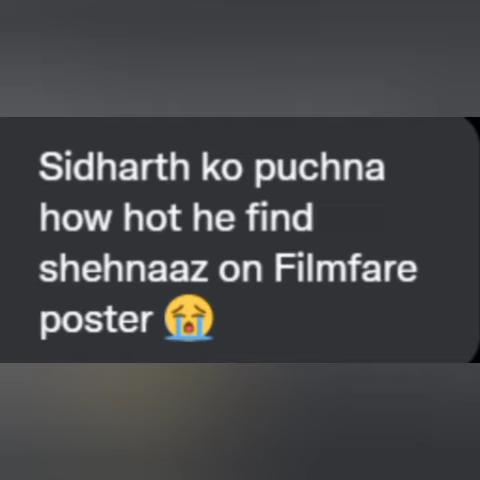 Sidharth ko puchna
how hot he find
shehnaaz on Filmfare
poster 😭